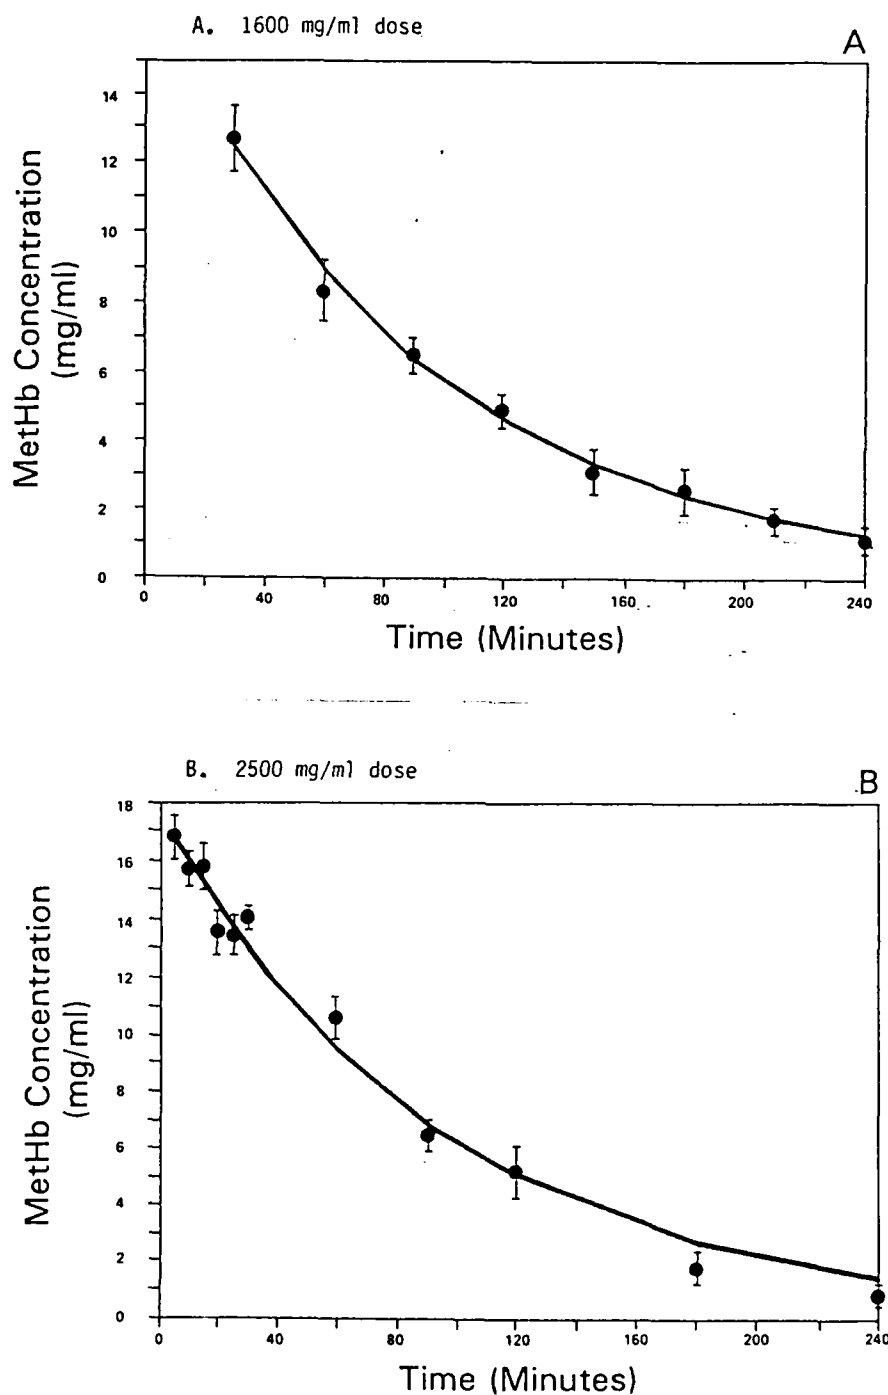 A. 1600 mg/ml dose
A
14
12
10
8
6
4
2
0
MetHb Concentration
(mg/ml)
0 40 80 120 160 200 240
Time (Minutes)
B. 2500 mg/ml dose
B
18
16
14
12
10
8
6
4
2
0
MetHb Concentration
(mg/ml)
0 40 80 120 160 200 240
Time (Minutes)